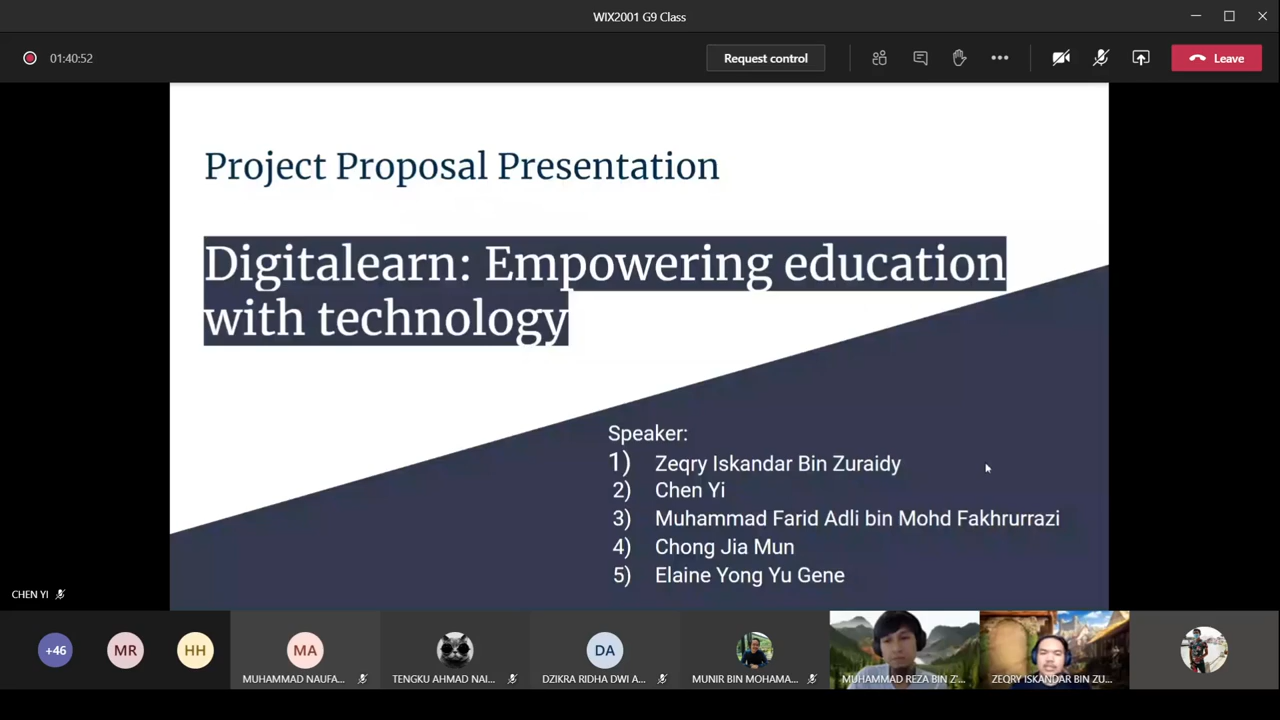 WIX2001 G9 Class
01:40:52
Request control
Leave
Project Proposal Presentation
Digitalearn: Empowering education
with technology
Speaker:
1) Zeqry Iskandar Bin Zuraidy
2) Chen Yi
3) Muhammad Farid Adli bin Mohd Fakhrurrazi
4) Chong Jia Mun
5) Elaine Yong Yu Gene
CHEN YI
+46 MR HH MA DA
MUHAMMAD NAUFA... TENGKU AHMAD NAI... DZIKRA RIDHA DWI A... MUNIR BIN MOHAMA... MUHAMMAD REZA BIN Z'... ZEQRY ISKANDAR BIN ZU...